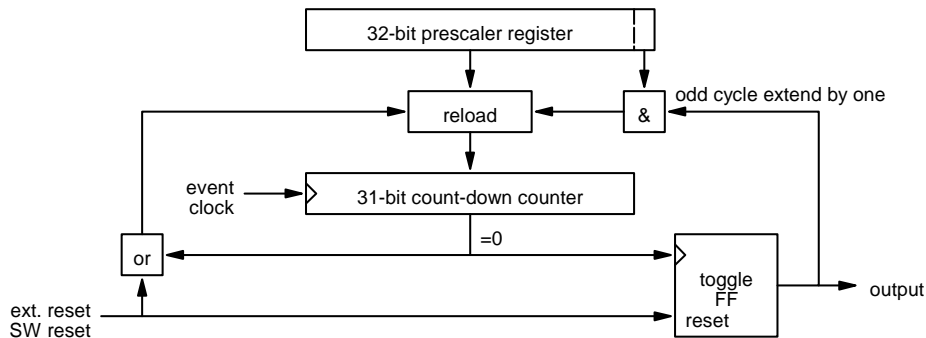 32-bit prescaler register
odd cycle extend by one
reload
&
event
clock
31-bit count-down counter
=0
or
toggle
FF
reset
output
ext. reset
SW reset